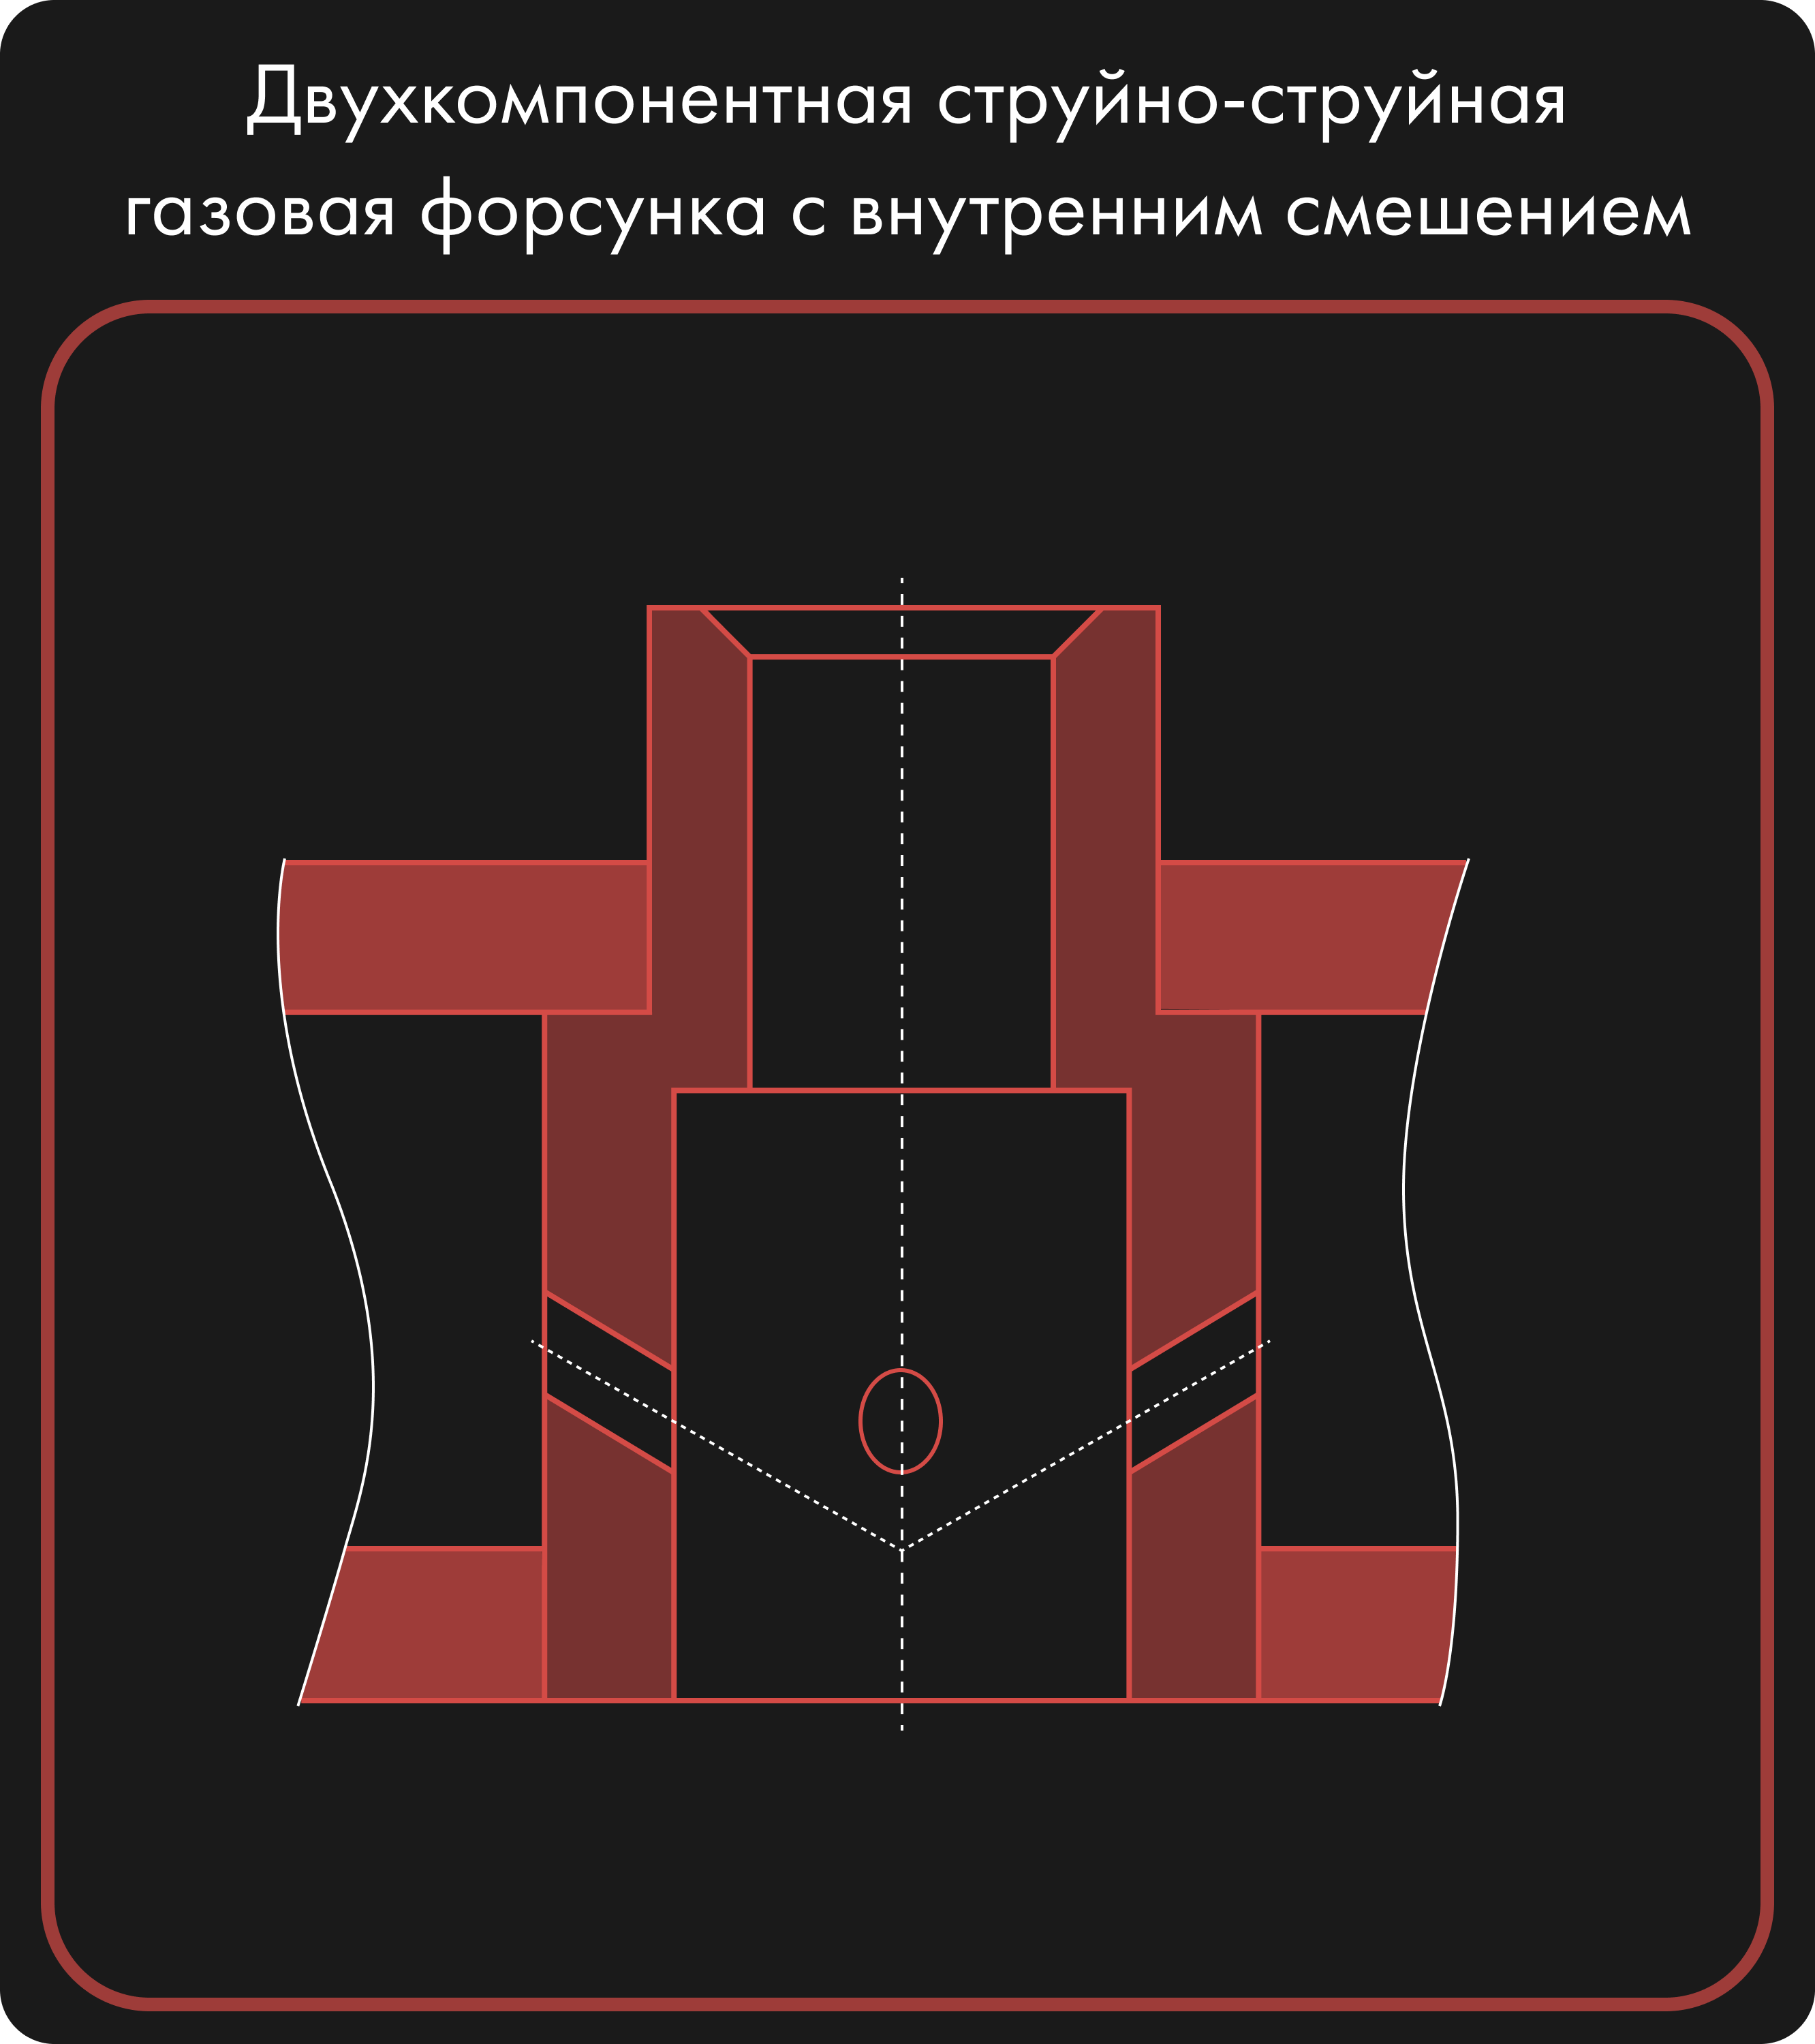 Двухкомпонентная струйно-струйная
газовая форсунка с внутренним смешением